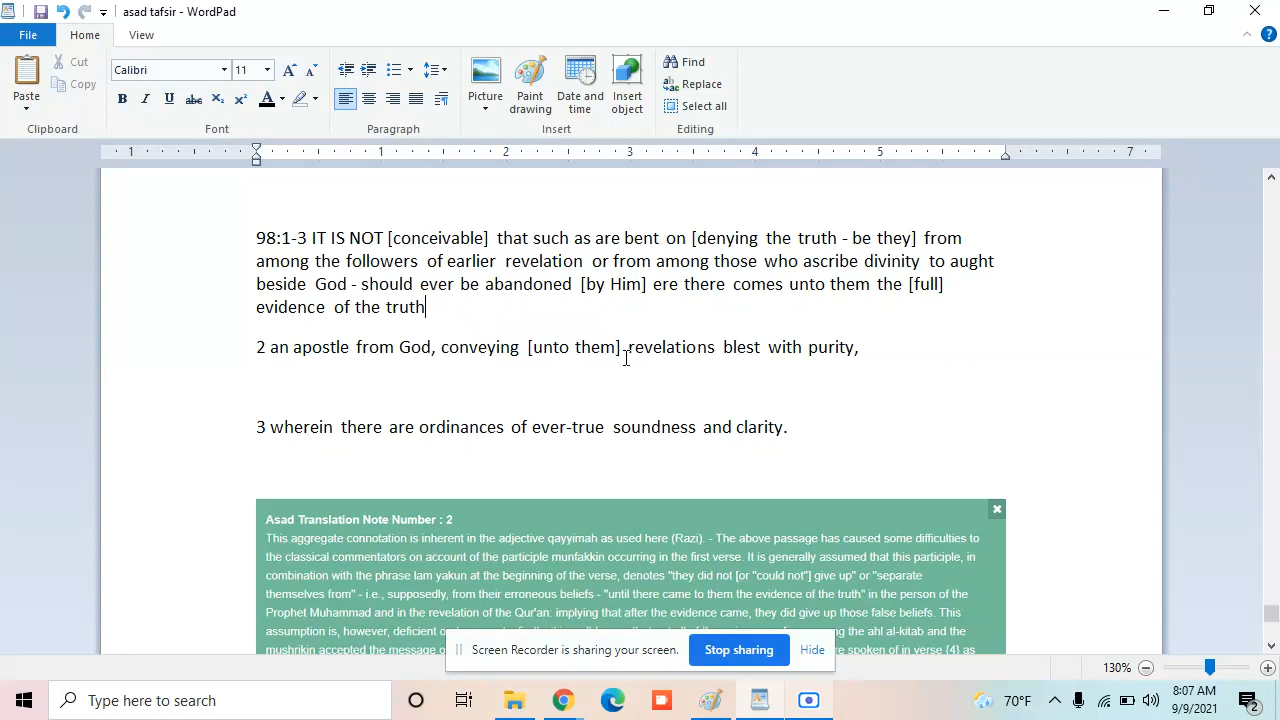 asad tafsir - WordPad
File
Home
View
Paste
Cut
Copy
Clipboard
Calibri
11
Font
Paragraph
Picture
Paint drawing
Date and time
Insert object
Insert
Find
Replace
Select all
Editing
1 1 2 3 4 5 7
98:1-3 IT IS NOT [conceivable] that such as are bent on [denying the truth - be they] from
among the followers of earlier revelation or from among those who ascribe divinity to aught
beside God - should ever be abandoned [by Him] ere there comes unto them the [full]
evidence of the truth
2 an apostle from God, conveying [unto them] revelations blest with purity,
3 wherein there are ordinances of ever-true soundness and clarity.
Asad Translation Note Number : 2
This aggregate connotation is inherent in the adjective qayyimah as used here (Razi). - The above passage has caused some difficulties to
the classical commentators on account of the participle munfakkin occurring in the first verse. It is generally assumed that this participle, in
combination with the phrase lam yakun at the beginning of the verse, denotes "they did not [or "could not"] give up" or "separate
themselves from" - i.e., supposedly, from their erroneous beliefs - "until there came to them the evidence of the truth" in the person of the
Prophet Muhammad and in the revelation of the Qur'an: implying that after the evidence came, they did give up those false beliefs. This
assumption is, however, deficient o the ahl al-kitab and the
mushrikin accepted the message o re spoken of in verse {4} as
Screen Recorder is sharing your screen.
Stop sharing
Hide
130%
Type here to search
70°F
8:07 AM
9/9/2021
2